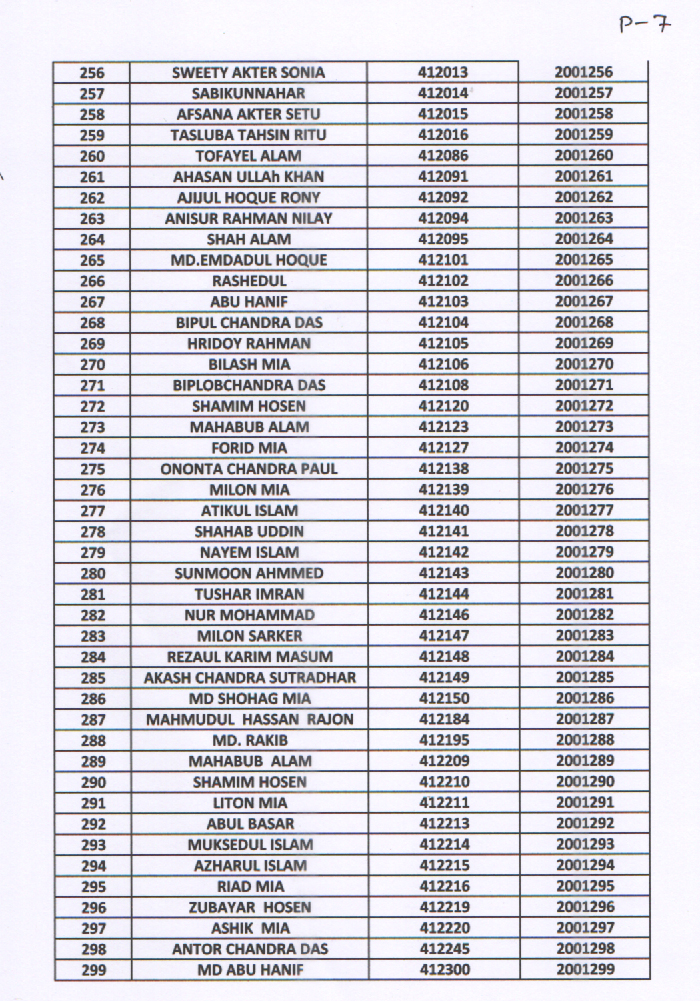 P-7
256 SWEETY AKTER SONIA 412013 2001256
257 SABIKUNNAHAR 412014 2001257
258 AFSANA AKTER SETU 412015 2001258
259 TASLUBA TAHSIN RITU 412016 2001259
260 TOFAYEL ALAM 412086 2001260
261 AHASAN ULLAh KHAN 412091 2001261
262 AJIJUL HOQUE RONY 412092 2001262
263 ANISUR RAHMAN NILAY 412094 2001263
264 SHAH ALAM 412095 2001264
265 MD.EMDADUL HOQUE 412101 2001265
266 RASHEDUL 412102 2001266
267 ABU HANIF 412103 2001267
268 BIPUL CHANDRA DAS 412104 2001268
269 HRIDOY RAHMAN 412105 2001269
270 BILASH MIA 412106 2001270
271 BIPLOBCHANDRA DAS 412108 2001271
272 SHAMIM HOSEN 412120 2001272
273 MAHABUB ALAM 412123 2001273
274 FORID MIA 412127 2001274
275 ONONTA CHANDRA PAUL 412138 2001275
276 MILON MIA 412139 2001276
277 ATIKUL ISLAM 412140 2001277
278 SHAHAB UDDIN 412141 2001278
279 NAYEM ISLAM 412142 2001279
280 SUNMOON AHMMED 412143 2001280
281 TUSHAR IMRAN 412144 2001281
282 NUR MOHAMMAD 412146 2001282
283 MILON SARKER 412147 2001283
284 REZAUL KARIM MASUM 412148 2001284
285 AKASH CHANDRA SUTRADHAR 412149 2001285
286 MD SHOHAG MIA 412150 2001286
287 MAHMUDUL HASSAN RAJON 412184 2001287
288 MD. RAKIB 412195 2001288
289 MAHABUB ALAM 412209 2001289
290 SHAMIM HOSEN 412210 2001290
291 LITON MIA 412211 2001291
292 ABUL BASAR 412213 2001292
293 MUKSEDUL ISLAM 412214 2001293
294 AZHARUL ISLAM 412215 2001294
295 RIAD MIA 412216 2001295
296 ZUBAYAR HOSEN 412219 2001296
297 ASHIK MIA 412220 2001297
298 ANTOR CHANDRA DAS 412245 2001298
299 MD ABU HANIF 412300 2001299